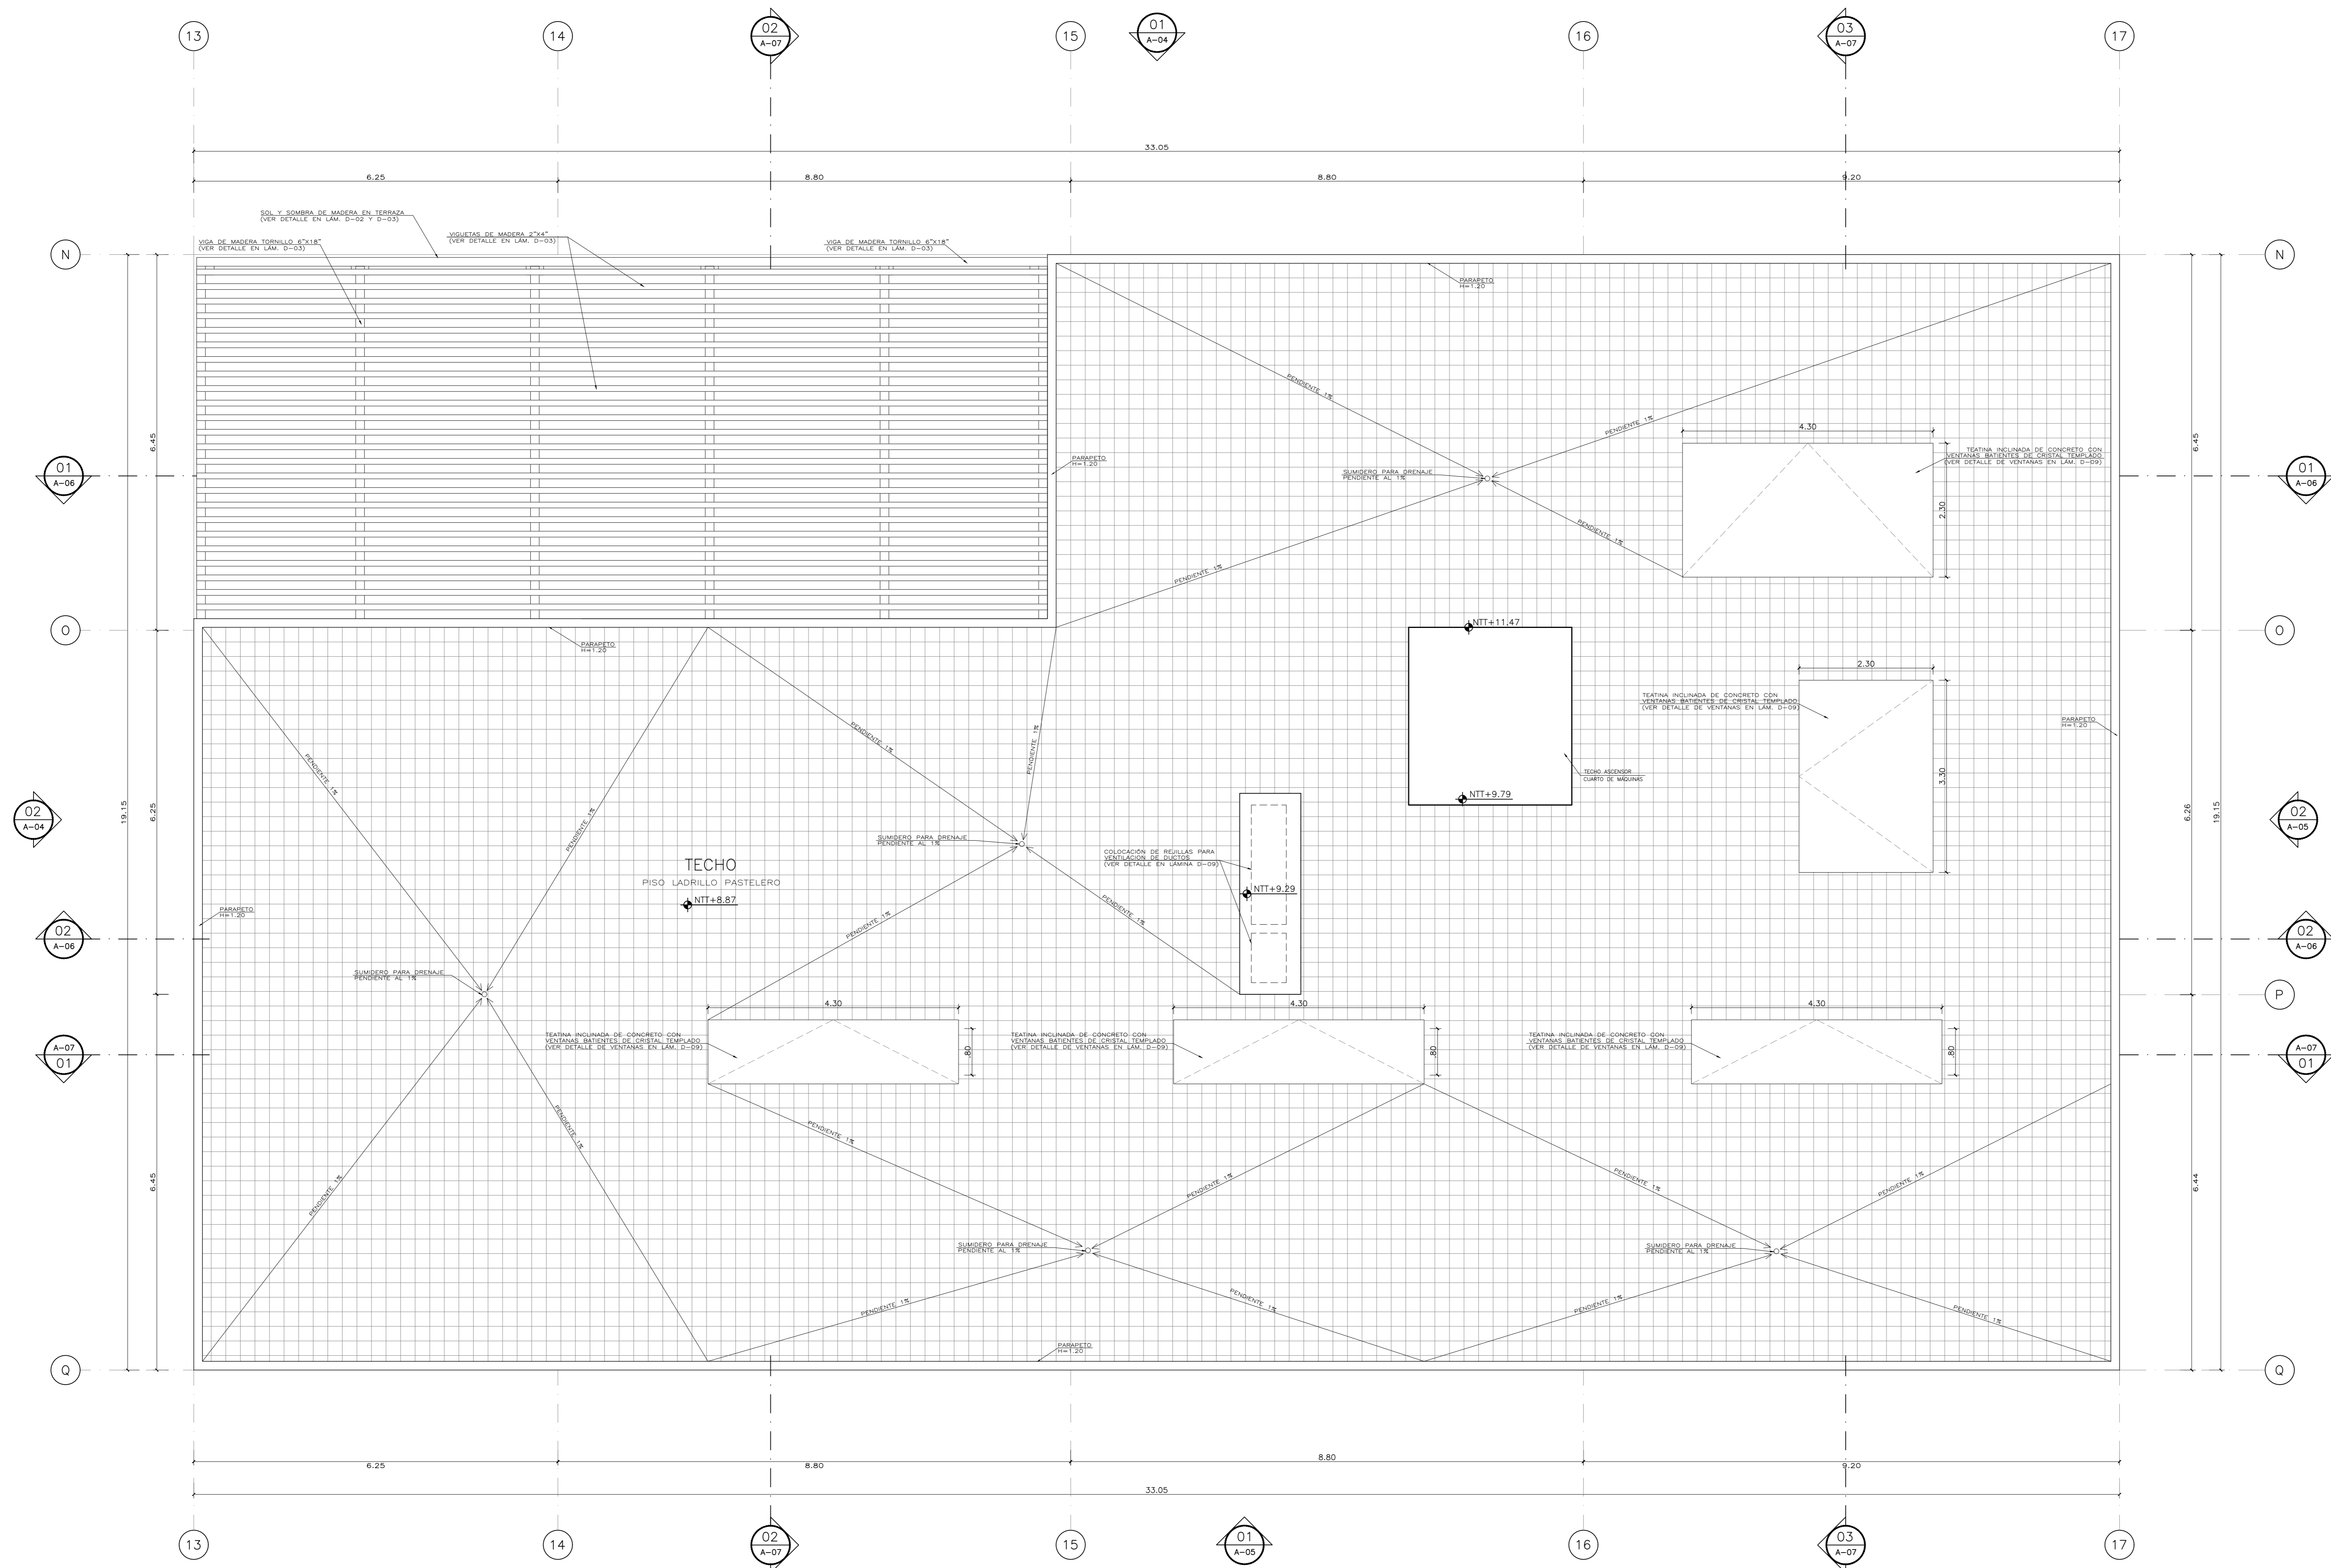 13
14
02
A-07
15
01
A-04
16
03
A-07
17
33.05
6.25
8.80
8.80
9.20
SOL Y SOMBRA DE MADERA EN TERRAZA
(VER DETALLE EN LÁM. D-02 Y D-03)
VIGA DE MADERA TORNILLO 6"X18"
(VER DETALLE EN LÁM. D-03)
VIGUETAS DE MADERA 2"X4"
(VER DETALLE EN LÁM. D-03)
VIGA DE MADERA TORNILLO 6"X18"
(VER DETALLE EN LÁM. D-03)
N
N
PARAPETO
H=1.20
PENDIENTE 1%
PENDIENTE 1%
4.30
TEATINA INCLINADA DE CONCRETO CON
VENTANAS BATIENTES DE CRISTAL TEMPLADO
(VER DETALLE DE VENTANAS EN LÁM. D-09)
6.45
6.45
PARAPETO
H=1.20
SUMIDERO PARA DRENAJE
PENDIENTE AL 1%
01
A-06
01
A-06
2.30
PENDIENTE 1%
PENDIENTE 1%
O
O
NTT+11.47
PARAPETO
H=1.20
2.30
TEATINA INCLINADA DE CONCRETO CON
VENTANAS BATIENTES DE CRISTAL TEMPLADO
(VER DETALLE DE VENTANAS EN LÁM. D-09)
PARAPETO
H=1.20
PENDIENTE 1%
PENDIENTE 1%
PENDIENTE 1%
PENDIENTE 1%
TECHO ASCENSOR
CUARTO DE MÁQUINAS
3.30
NTT+9.79
02
A-04
19.15
6.25
6.26
19.15
02
A-05
SUMIDERO PARA DRENAJE
PENDIENTE AL 1%
COLOCACIÓN DE REJILLAS PARA
VENTILACION DE DUCTOS
(VER DETALLE EN LÁMINA D-09)
TECHO
PISO LADRILLO PASTELERO
NTT+8.87
NTT+9.29
PARAPETO
H=1.20
PENDIENTE 1%
PENDIENTE 1%
02
A-06
02
A-06
SUMIDERO PARA DRENAJE
PENDIENTE AL 1%
P
4.30
4.30
4.30
TEATINA INCLINADA DE CONCRETO CON
VENTANAS BATIENTES DE CRISTAL TEMPLADO
(VER DETALLE DE VENTANAS EN LÁM. D-09)
.80
TEATINA INCLINADA DE CONCRETO CON
VENTANAS BATIENTES DE CRISTAL TEMPLADO
(VER DETALLE DE VENTANAS EN LÁM. D-09)
.80
TEATINA INCLINADA DE CONCRETO CON
VENTANAS BATIENTES DE CRISTAL TEMPLADO
(VER DETALLE DE VENTANAS EN LÁM. D-09)
.80
A-07
01
A-07
01
PENDIENTE 1%
PENDIENTE 1%
PENDIENTE 1%
PENDIENTE 1%
PENDIENTE 1%
PENDIENTE 1%
6.45
6.44
SUMIDERO PARA DRENAJE
PENDIENTE AL 1%
SUMIDERO PARA DRENAJE
PENDIENTE AL 1%
PENDIENTE 1%
PENDIENTE 1%
PENDIENTE 1%
PENDIENTE 1%
PARAPETO
H=1.20
Q
Q
6.25
8.80
8.80
9.20
33.05
13
14
02
A-07
15
01
A-05
16
03
A-07
17